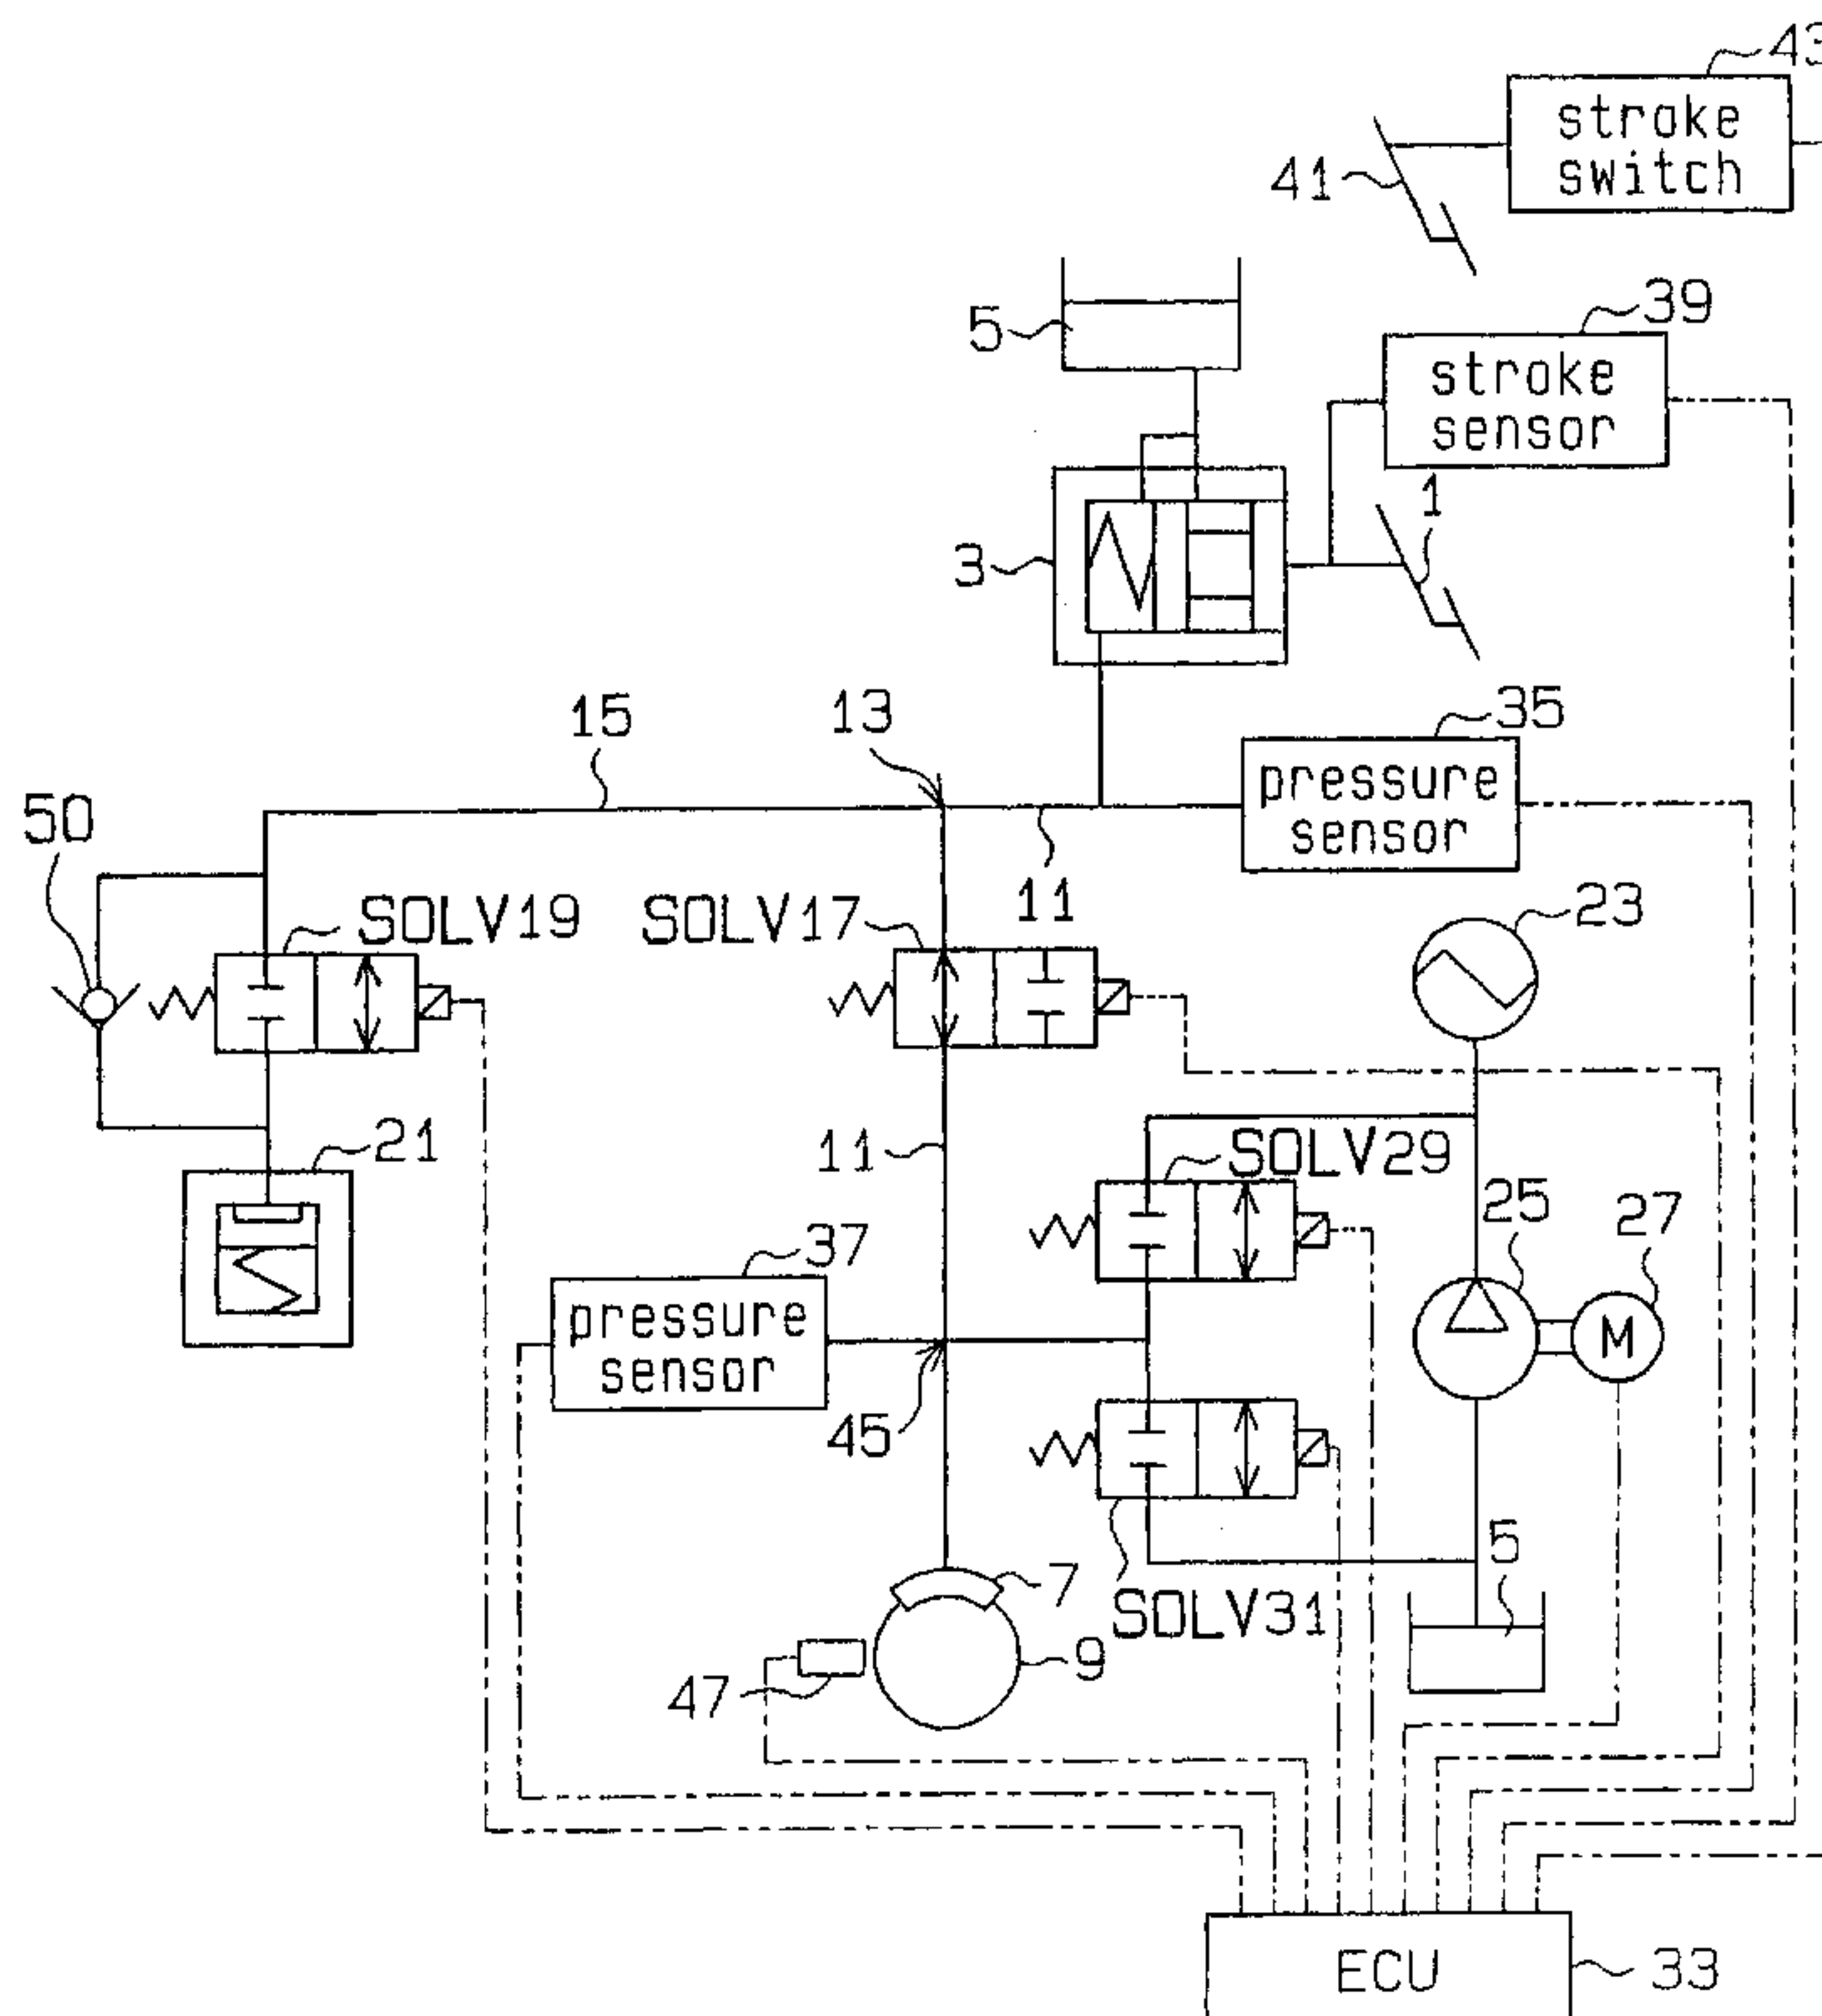 43
stroke
switch
41
39
5
stroke
sensor
1
3
15
13
35
pressure
sensor
50
11
23
SOLV19
SOLV17
11
SOLV29
21
25
27
37
pressure
sensor
M
45
5
7
SOLV31
9
47
ECU
33